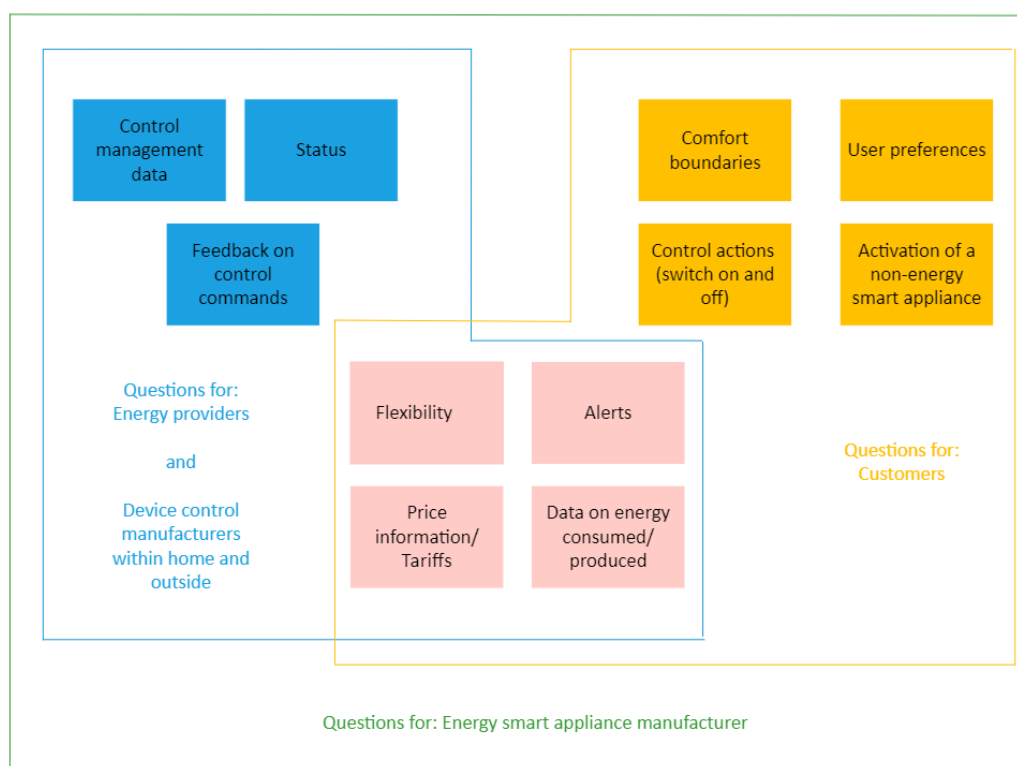 Control
management
data
Status
Feedback on
control
commands
Comfort
boundaries
User preferences
Control actions
(switch on and
off)
Activation of a
non-energy
smart appliance
Questions for:
Energy providers
and
Device control
manufacturers
within home and
outside
Flexibility
Alerts
Price
information/
Tariffs
Data on energy
consumed/
produced
Questions for:
Customers
Questions for: Energy smart appliance manufacturer